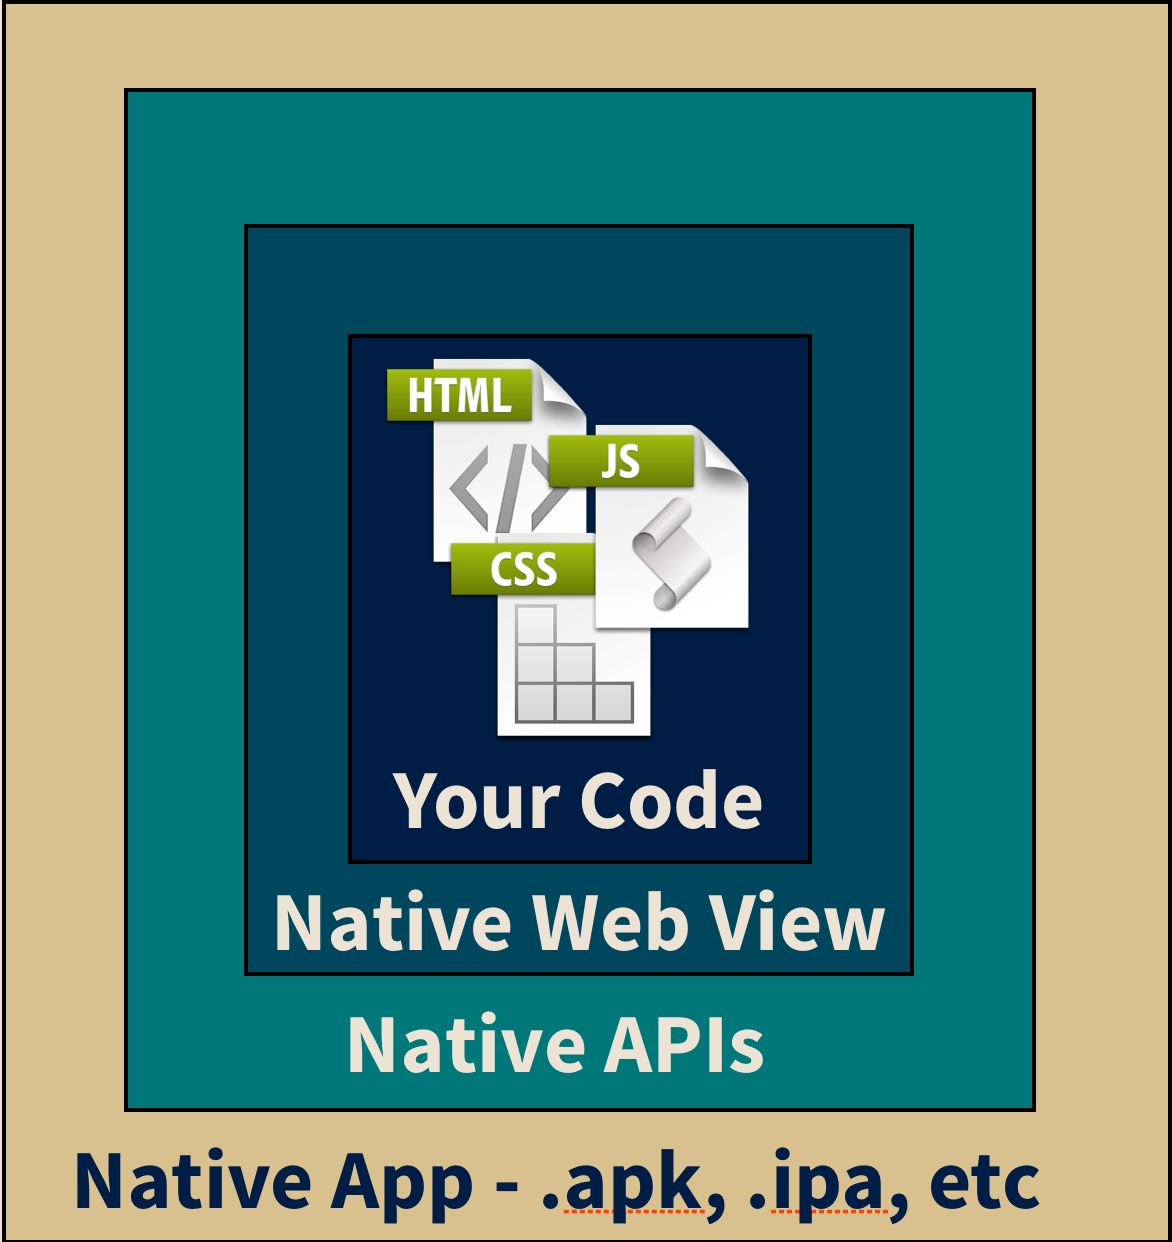 HTML
JS
CSS
Your Code
Native Web View
Native APIs
Native App - .apk, .ipa, etc